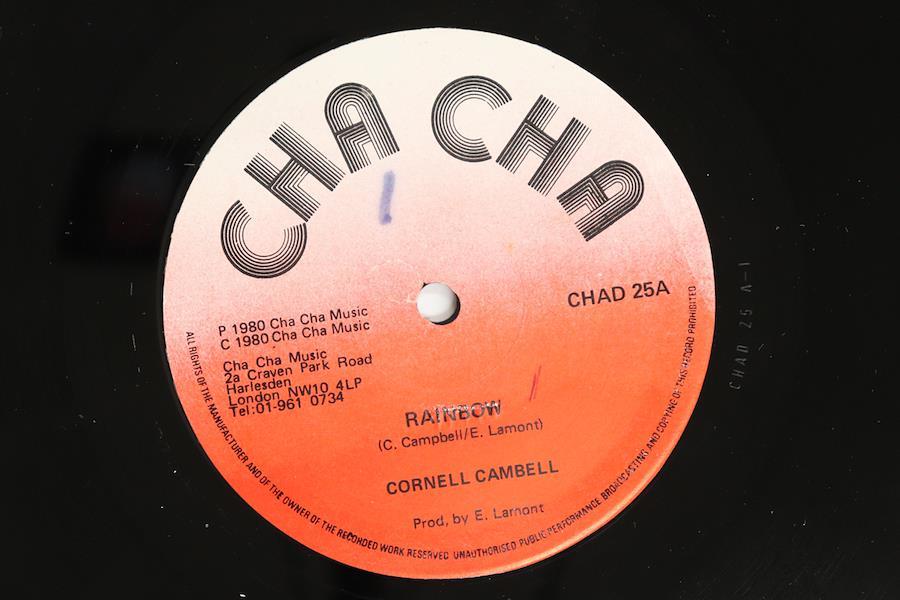 CHA CHA
CHAD 25A
P 1980 Cha Cha Music
C 1980 Cha Cha Music
Cha Cha Music
2a Craven Park Road
Harlesden
London NW10 4LP
Tel:01-961 0734
RAINBOW
(C. Campbell/E. Lamont)
CORNELL CAMBELL
Prod, by E. Lamont
ALL RIGHTS OF THE MANUFACTURER AND OF THE OWNER OF THE RECORDED WORK RESERVED UNAUTHORISED PUBLIC PERFORMANCE BROADCASTING AND COPYING OF THIS RECORD PROHIBITED
CHAD 25 A-1